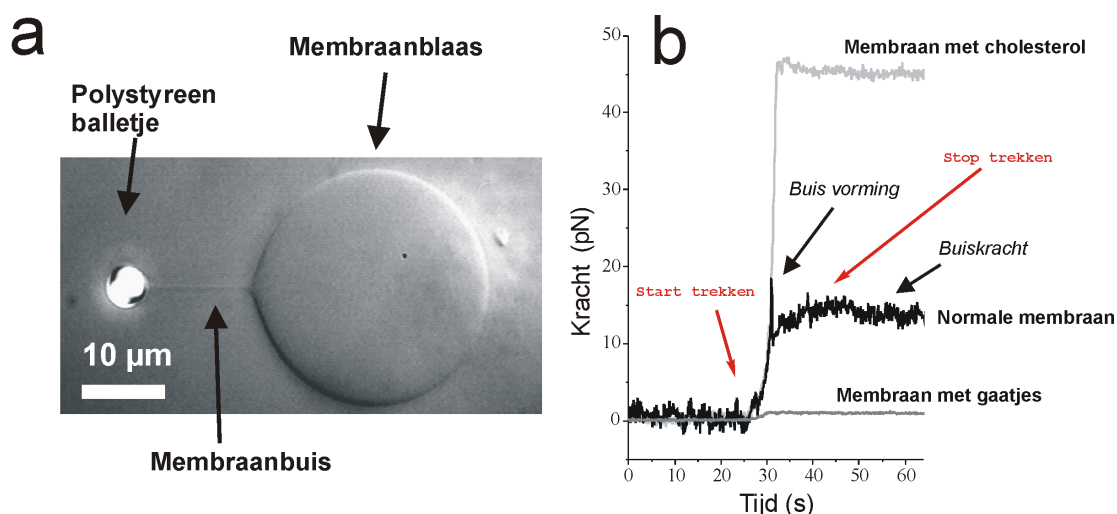 a
Membraanblaas
Polystyreen
balletje
10 µm
Membraanbuis
b
Kracht (pN)
50
40
30
20
10
0
Membraan met cholesterol
Stop trekken
Buis vorming
Buiskracht
Start trekken
Normale membraan
Membraan met gaatjes
0 10 20 30 40 50 60
Tijd (s)